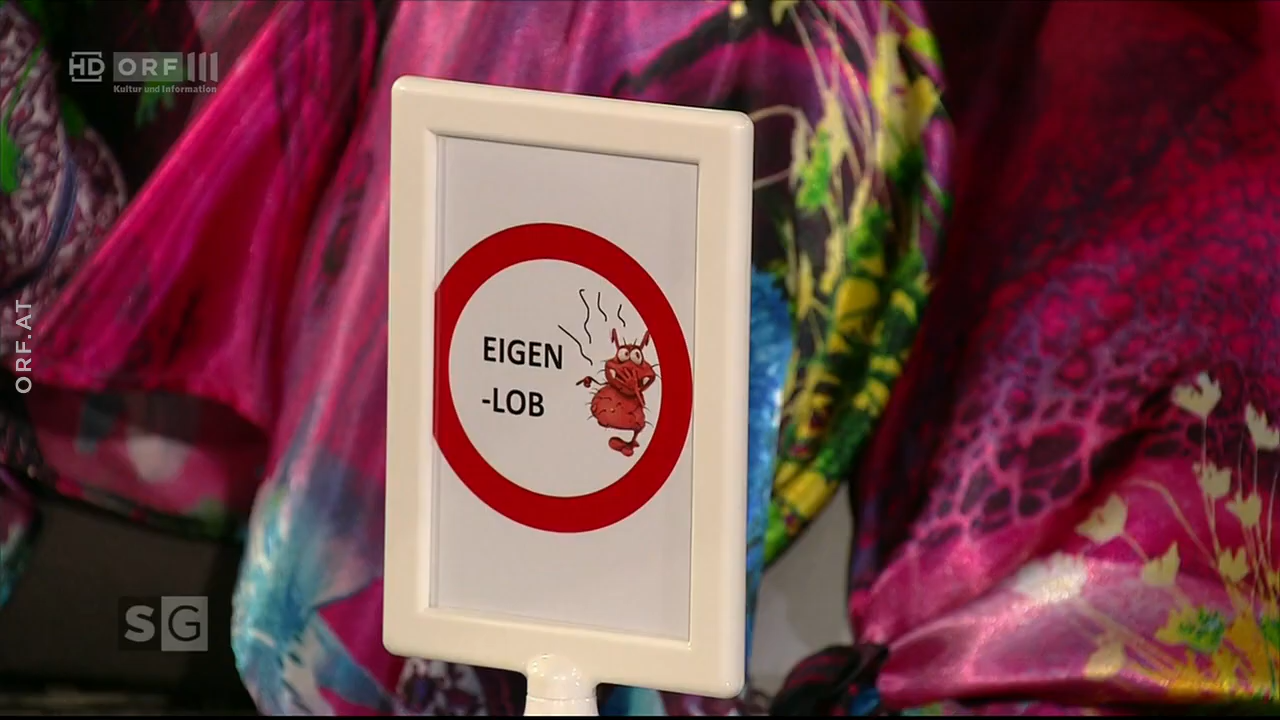 HD ORF III
Kultur und Information
ORF.AT
EIGEN
-LOB
SG